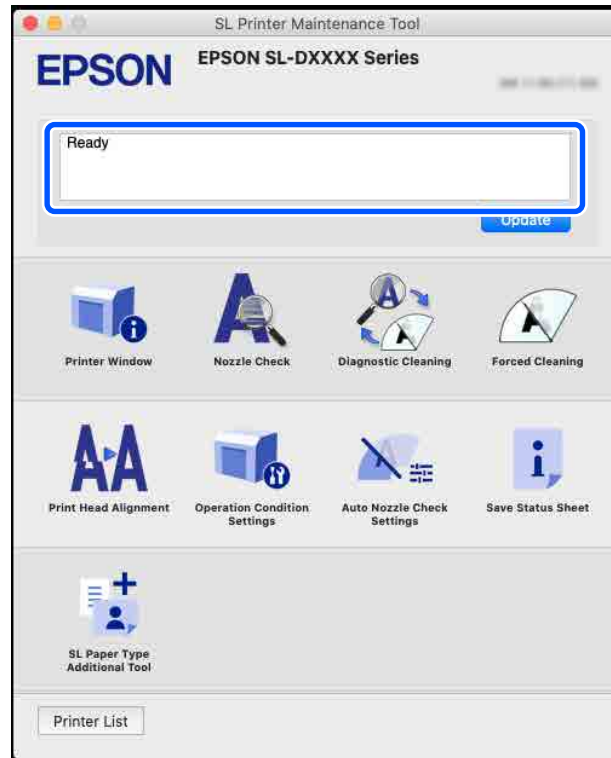 SL Printer Maintenance Tool
EPSON
EPSON SL-DXXXX Series
Ready
Update
Printer Window
Nozzle Check
Diagnostic Cleaning
Forced Cleaning
Print Head Alignment
Operation Condition
Settings
Auto Nozzle Check
Settings
Save Status Sheet
SL Paper Type
Additional Tool
Printer List